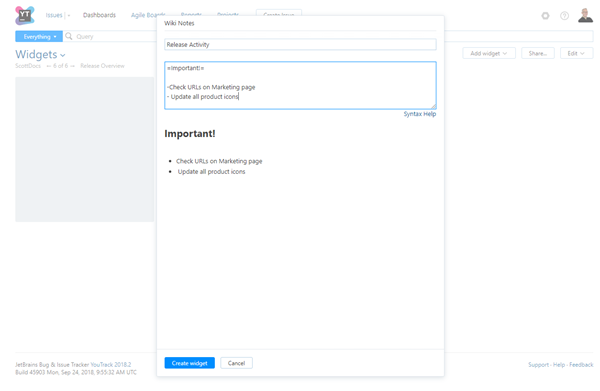 Wiki Notes
YT
Issues
Dashboards
Agile Boards
Reports
Projects
Create Issue
Everything
Query
Widgets
Add widget
Share...
Edit
ScottDocs
6 of 6
Release Overview
Release Activity
=Important!=
-Check URLs on Marketing page
- Update all product icons
Syntax Help
Important!
Check URLs on Marketing page
Update all product icons
Create widget
Cancel
JetBrains Bug & Issue Tracker YouTrack 2018.2
Build 45903 Mon, Sep 24, 2018, 9:55:32 AM UTC
Support · Help · Feedback